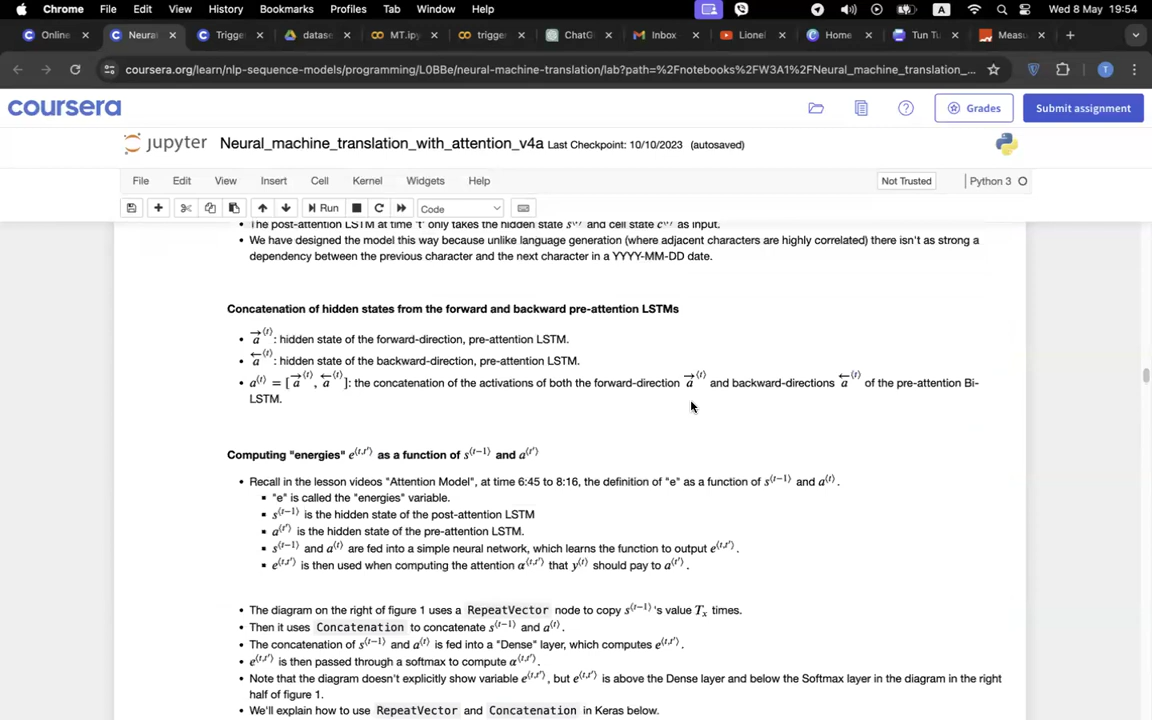 Chrome File Edit View History Bookmarks Profiles Tab Window Help A Wed 8 May 19:54
Online Neural Trigge datase MT.ip trigger ChatG Inbox Lionel Home Tun Tu Measu
coursera.org/learn/nlp-sequence-models/programming/L0BBe/neural-machine-translation/lab?path=%2Fnotebooks%2FW3A1%2FNeural_machine_translation_... T
coursera Grades Submit assignment
jupyter Neural_machine_translation_with_attention_v4a Last Checkpoint: 10/10/2023 (autosaved)
File Edit View Insert Cell Kernel Widgets Help Not Trusted Python 3
Run Code
The post-attention LSTM at time 't' only takes the hidden state s⟨t⟩ and cell state c⟨t⟩ as input.
We have designed the model this way because unlike language generation (where adjacent characters are highly correlated) there isn't as strong a
dependency between the previous character and the next character in a YYYY-MM-DD date.
Concatenation of hidden states from the forward and backward pre-attention LSTMs
a→⟨t⟩: hidden state of the forward-direction, pre-attention LSTM.
a←⟨t⟩: hidden state of the backward-direction, pre-attention LSTM.
a⟨t⟩ = [a→⟨t⟩, a←⟨t⟩]: the concatenation of the activations of both the forward-direction a→⟨t⟩ and backward-directions a←⟨t⟩ of the pre-attention Bi-
LSTM.
Computing "energies" e⟨t,t'⟩ as a function of s⟨t−1⟩ and a⟨t'⟩
Recall in the lesson videos "Attention Model", at time 6:45 to 8:16, the definition of "e" as a function of s⟨t−1⟩ and a⟨t⟩.
"e" is called the "energies" variable.
s⟨t−1⟩ is the hidden state of the post-attention LSTM
a⟨t'⟩ is the hidden state of the pre-attention LSTM.
s⟨t−1⟩ and a⟨t⟩ are fed into a simple neural network, which learns the function to output e⟨t,t'⟩.
e⟨t,t'⟩ is then used when computing the attention α⟨t,t'⟩ that y⟨t⟩ should pay to a⟨t'⟩.
The diagram on the right of figure 1 uses a RepeatVector node to copy s⟨t−1⟩'s value Tx times.
Then it uses Concatenation to concatenate s⟨t−1⟩ and a⟨t⟩.
The concatenation of s⟨t−1⟩ and a⟨t⟩ is fed into a "Dense" layer, which computes e⟨t,t'⟩.
e⟨t,t'⟩ is then passed through a softmax to compute α⟨t,t'⟩.
Note that the diagram doesn't explicitly show variable e⟨t,t'⟩, but e⟨t,t'⟩ is above the Dense layer and below the Softmax layer in the diagram in the right
half of figure 1.
We'll explain how to use RepeatVector and Concatenation in Keras below.